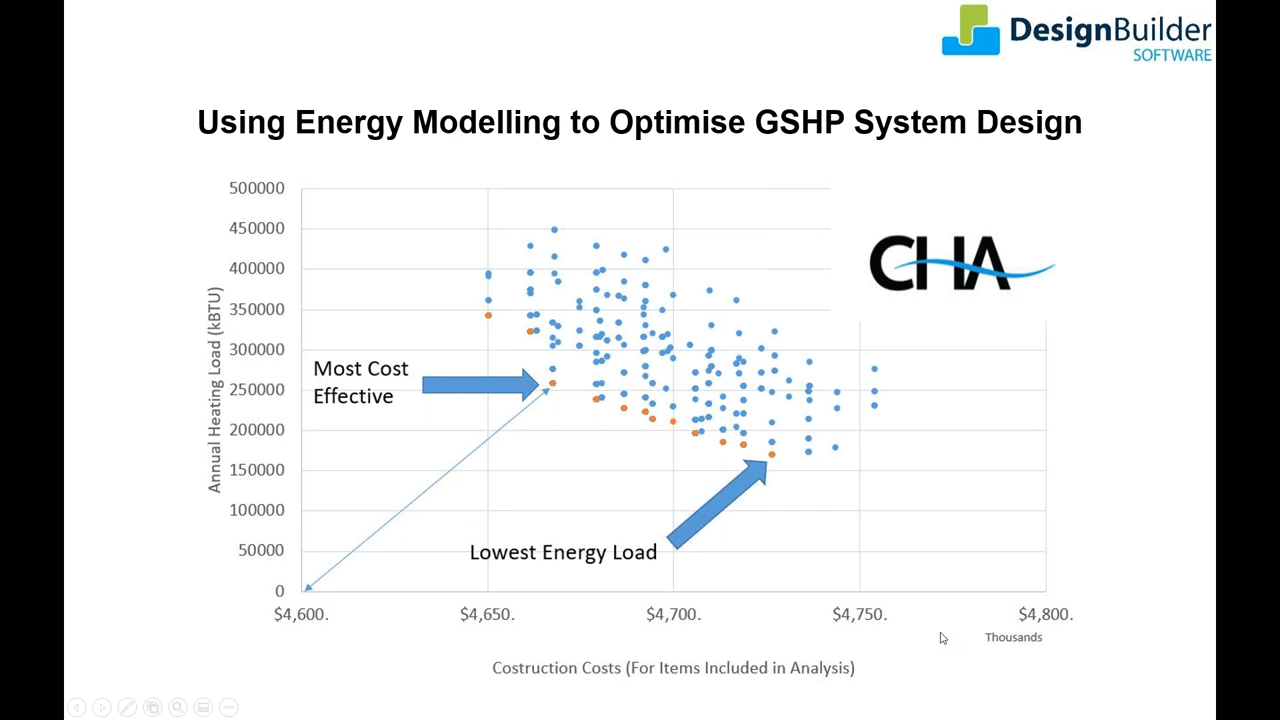 DesignBuilder
SOFTWARE
Using Energy Modelling to Optimise GSHP System Design
500000
450000
400000
350000
300000
250000
200000
150000
100000
50000
0
Annual Heating Load (kBTU)
CHA
Most Cost
Effective
Lowest Energy Load
$4,600. $4,650. $4,700. $4,750. $4,800.
Thousands
Costruction Costs (For Items Included in Analysis)